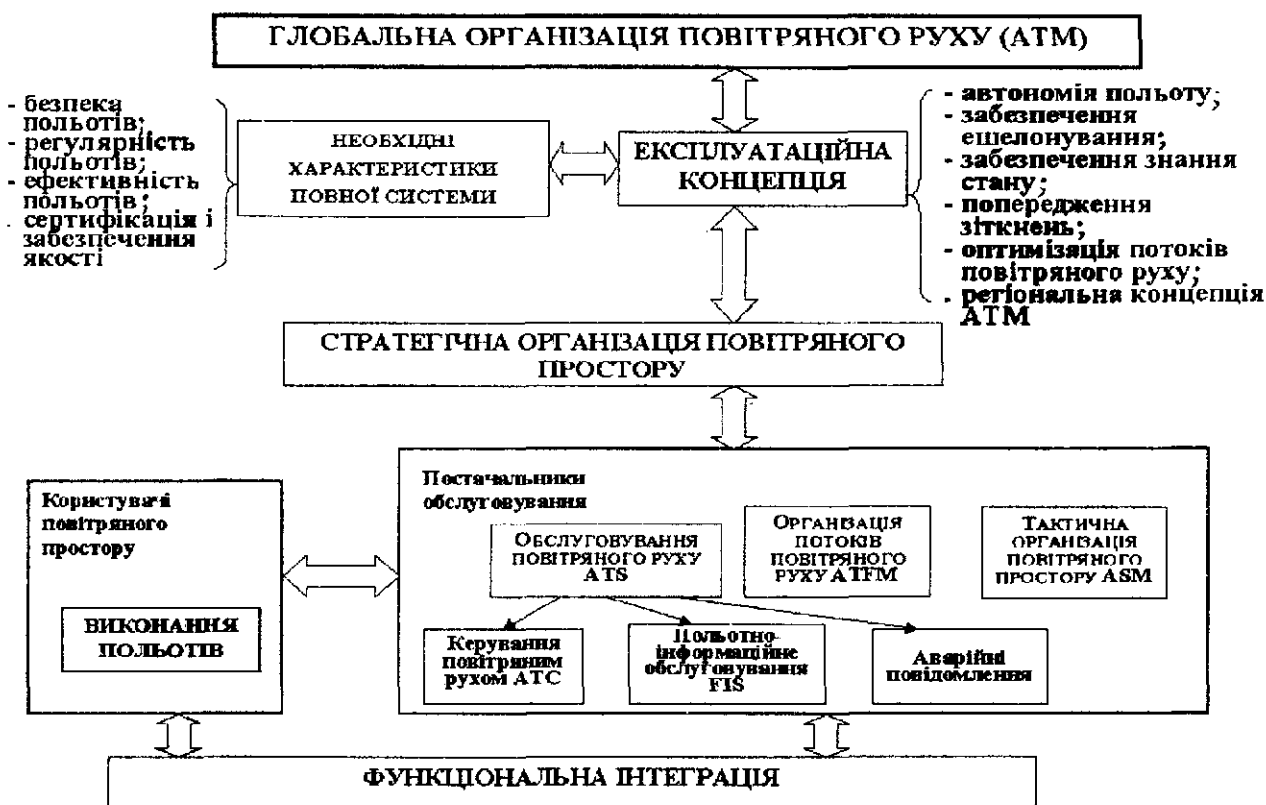 ГЛОБАЛЬНА ОРГАНІЗАЦІЯ ПОВІТРЯНОГО РУХУ (АТМ)
- безпека
польотів;
- регулярність
польотів;
- ефективність
польотів;
. сертифікація і
забезпечення
якості
НЕОБХІДНІ
ХАРАКТЕРИСТИКИ
ПОВНОЇ СИСТЕМИ
ЕКСПЛУАТАЦІЙНА
КОНЦЕПЦІЯ
- автономія польоту;
- забезпечення
ешелонування;
- забезпечення знання
стану;
- попередження
зіткнень;
- оптимізація потоків
повітряного руху;
. регіональна концепція
АТМ
СТРАТЕГІЧНА ОРГАНІЗАЦІЯ ПОВІТРЯНОГО
ПРОСТОРУ
Користувачі
повітряного
простору
ВИКОНАННЯ
ПОЛЬОТІВ
Постачальники
обслуговування
ОБСЛУГОВУВАННЯ
ПОВІТРЯНОГО РУХУ
ATS
ОРГАНІЗАЦІЯ
ПОТОКІВ
ПОВІТРЯНОГО
РУХУ ATFM
ТАКТИЧНА
ОРГАНІЗАЦІЯ
ПОВІТРЯНОГО
ПРОСТОРУ ASM
Керування
повітряним
рухом АТС
Польотно-
інформаційне
обслуговування
FIS
Аварійні
повідомлення
ФУНКЦІОНАЛЬНА ІНТЕГРАЦІЯ